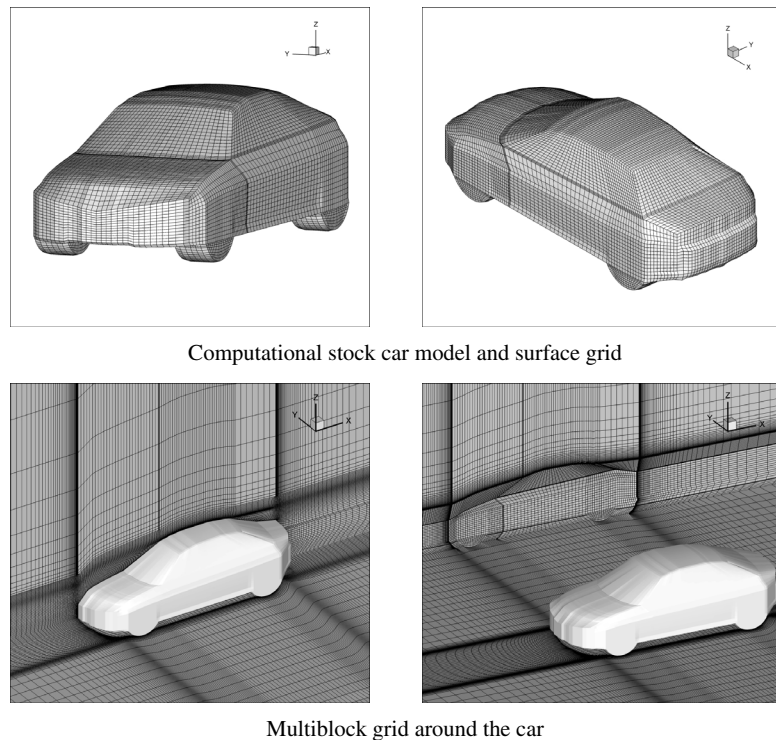 Z
Y
X
Z
Y
X
Computational stock car model and surface grid
Z
Y
X
Z
Y
X
Multiblock grid around the car